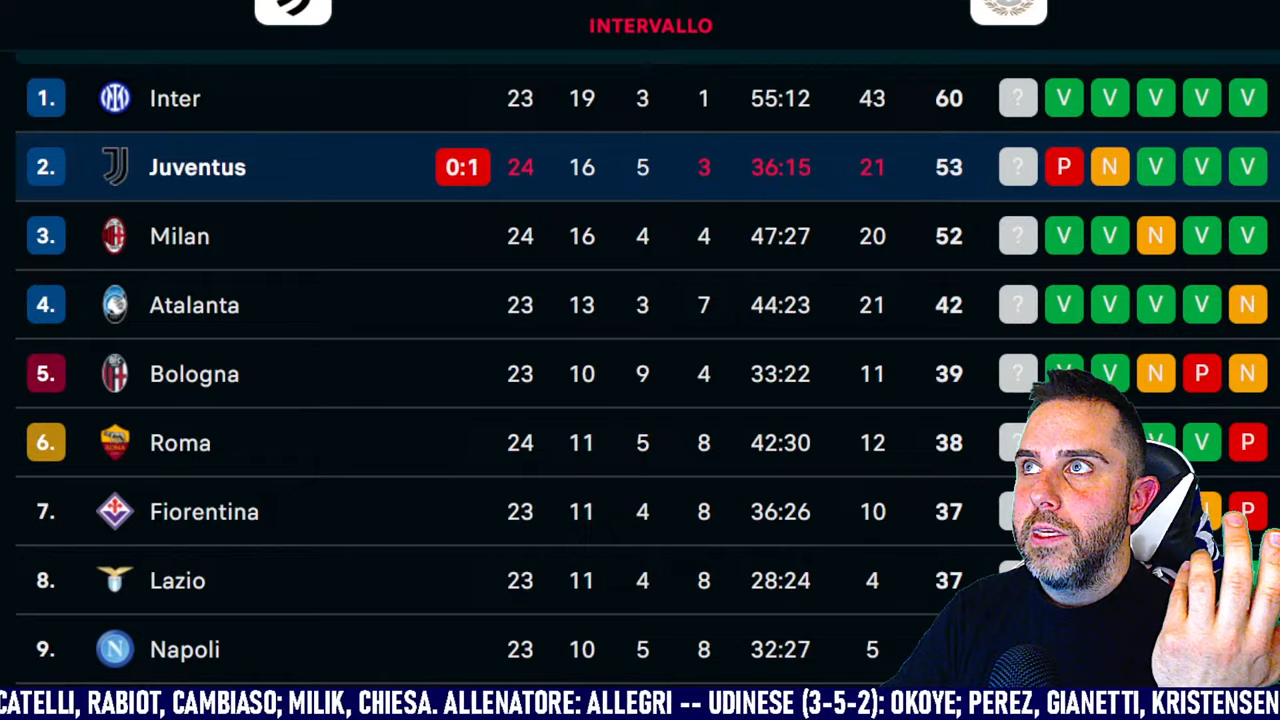 INTERVALLO
1. Inter 23 19 3 1 55:12 43 60 ? V V V V V
2. Juventus 0:1 24 16 5 3 36:15 21 53 ? P N V V V
3. Milan 24 16 4 4 47:27 20 52 ? V V N V V
4. Atalanta 23 13 3 7 44:23 21 42 ? V V V V N
5. Bologna 23 10 9 4 33:22 11 39 ? V V N P N
6. Roma 24 11 5 8 42:30 12 38 V V P
7. Fiorentina 23 11 4 8 36:26 10 37 P
8. Lazio 23 11 4 8 28:24 4 37
9. Napoli 23 10 5 8 32:27 5
CATELLI, RABIOT, CAMBIASO; MILIK, CHIESA. ALLENATORE: ALLEGRI -- UDINESE (3-5-2): OKOYE; PEREZ, GIANETTI, KRISTENSEN